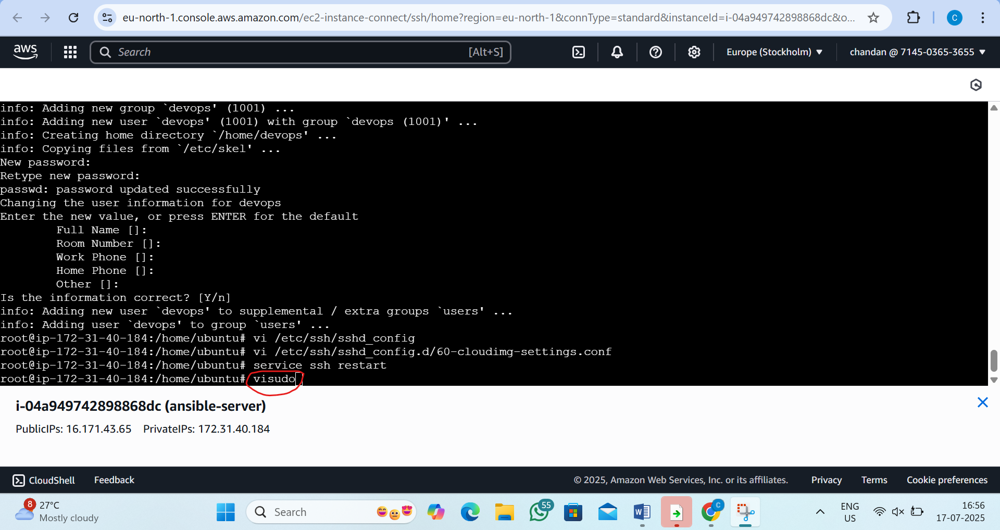 eu-north-1.console.aws.amazon.com/ec2-instance-connect/ssh/home?region=eu-north-1&connType=standard&instanceId=i-04a949742898868dc&o...
C
aws
Search
[Alt+S]
Europe (Stockholm)
chandan @ 7145-0365-3655
info: Adding new group `devops' (1001) ...
info: Adding new user `devops' (1001) with group `devops (1001)' ...
info: Creating home directory `/home/devops' ...
info: Copying files from `/etc/skel' ...
New password:
Retype new password:
passwd: password updated successfully
Changing the user information for devops
Enter the new value, or press ENTER for the default
Full Name []:
Room Number []:
Work Phone []:
Home Phone []:
Other []:
Is the information correct? [Y/n]
info: Adding new user `devops' to supplemental / extra groups `users' ...
info: Adding user `devops' to group `users' ...
root@ip-172-31-40-184:/home/ubuntu# vi /etc/ssh/sshd_config
root@ip-172-31-40-184:/home/ubuntu# vi /etc/ssh/sshd_config.d/60-cloudimg-settings.conf
root@ip-172-31-40-184:/home/ubuntu# service ssh restart
root@ip-172-31-40-184:/home/ubuntu# visudo
i-04a949742898868dc (ansible-server)
PublicIPs: 16.171.43.65 PrivateIPs: 172.31.40.184
CloudShell
Feedback
© 2025, Amazon Web Services, Inc. or its affiliates.
Privacy
Terms
Cookie preferences
8
27°C
Mostly cloudy
Search
55
W
C
ENG
US
16:56
17-07-2025